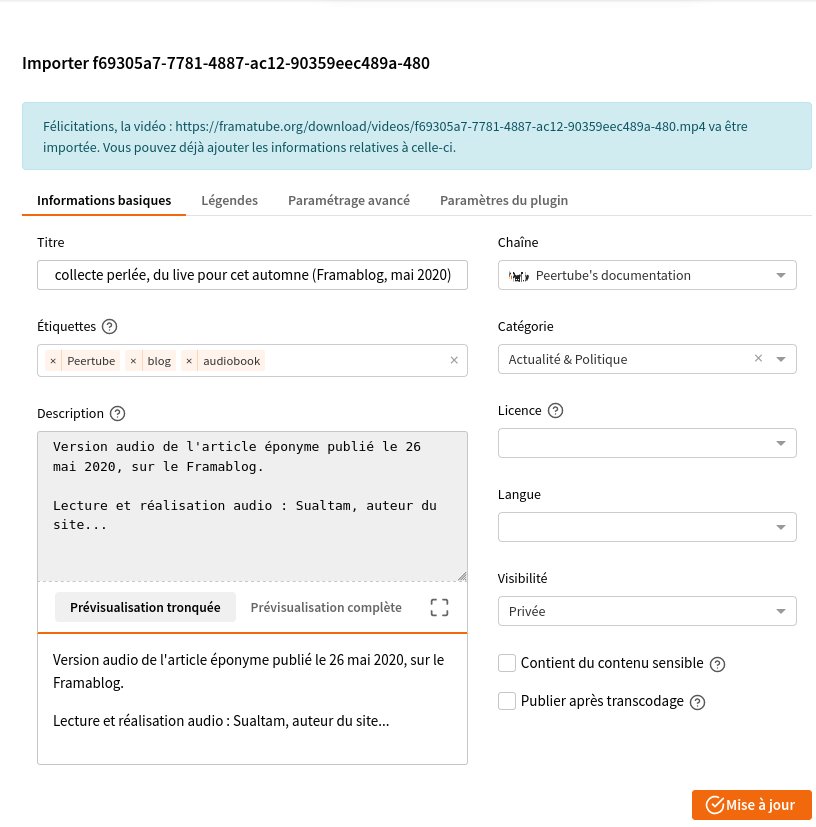 Importer f69305a7-7781-4887-ac12-90359eec489a-480
Félicitations, la vidéo : https://framatube.org/download/videos/f69305a7-7781-4887-ac12-90359eec489a-480.mp4 va être
importée. Vous pouvez déjà ajouter les informations relatives à celle-ci.
Informations basiques Légendes Paramétrage avancé Paramètres du plugin
Titre
collecte perlée, du live pour cet automne (Framablog, mai 2020)
Étiquettes ?
× Peertube × blog × audiobook ×
Description ?
Version audio de l'article éponyme publié le 26
mai 2020, sur le Framablog.
Lecture et réalisation audio : Sualtam, auteur du
site...
Prévisualisation tronquée Prévisualisation complète
Version audio de l'article éponyme publié le 26 mai 2020, sur le
Framablog.
Lecture et réalisation audio : Sualtam, auteur du site...
Chaîne
Peertube's documentation
Catégorie
Actualité & Politique ×
Licence ?
Langue
Visibilité
Privée
Contient du contenu sensible ?
Publier après transcodage ?
Mise à jour